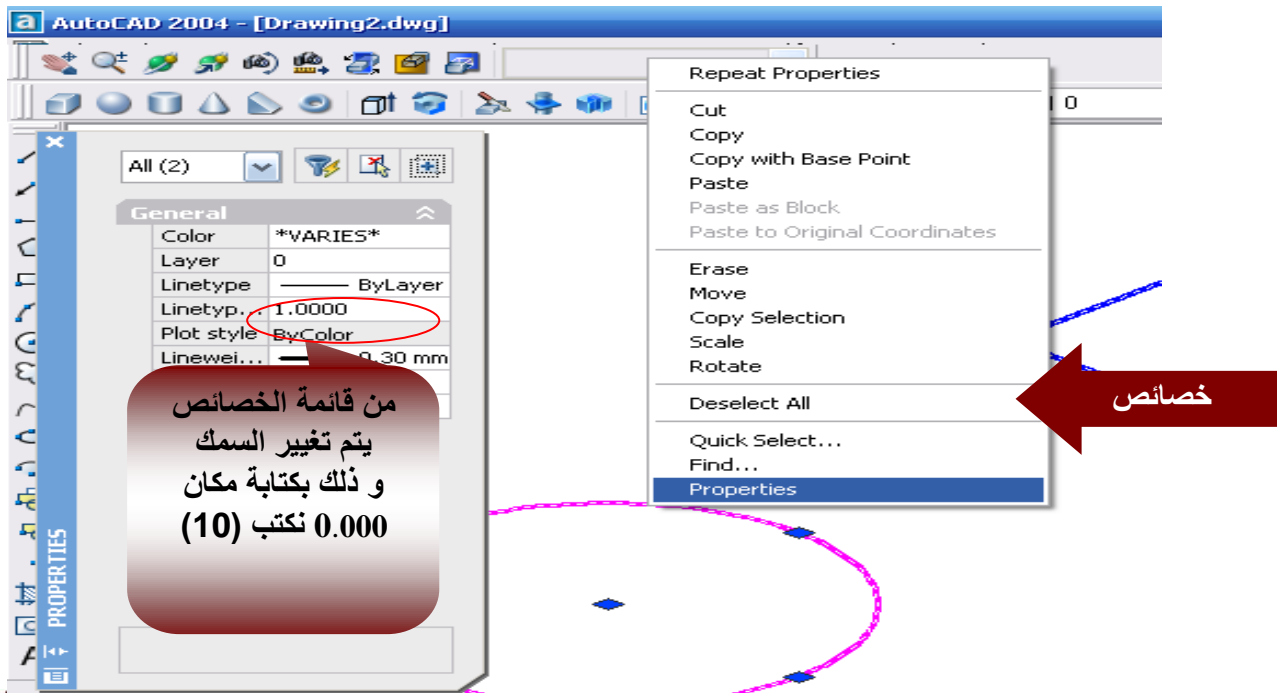 AutoCAD 2004 - [Drawing2.dwg]
0
All (2)
General
Color *VARIES*
Layer 0
Linetype ByLayer
Linetyp... 1.0000
Plot style ByColor
Linewei... 0.30 mm
PROPERTIES
من قائمة الخصائص
يتم تغيير السمك
و ذلك بكتابة مكان
0.000 نكتب (10)
Repeat Properties
Cut
Copy
Copy with Base Point
Paste
Paste as Block
Paste to Original Coordinates
Erase
Move
Copy Selection
Scale
Rotate
Deselect All
Quick Select...
Find...
Properties
خصائص
A